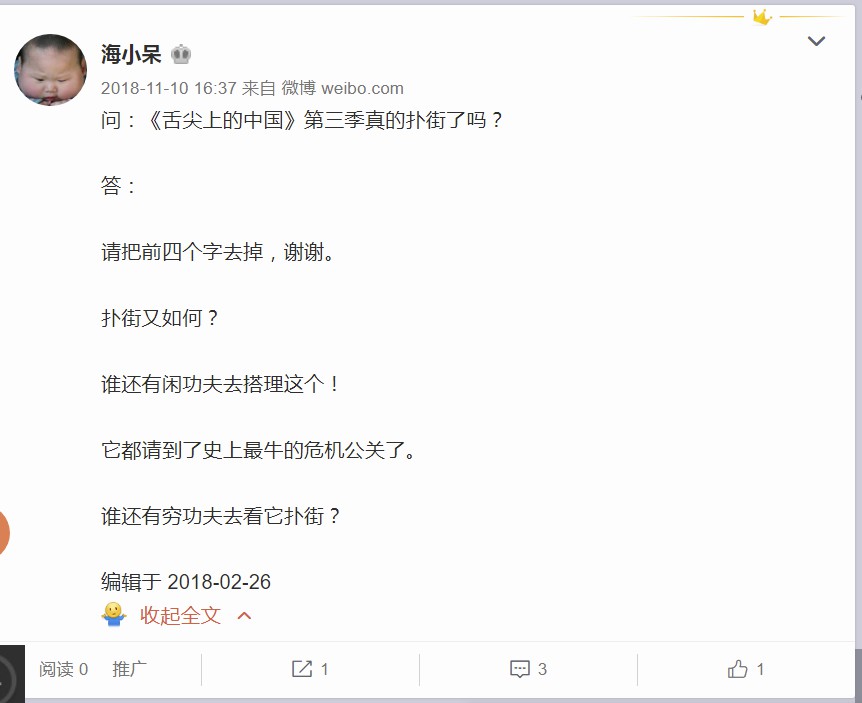 海小呆
2018-11-10 16:37 来自 微博 weibo.com
问：《舌尖上的中国》第三季真的扑街了吗？
答：
请把前四个字去掉，谢谢。
扑街又如何？
谁还有闲功夫去搭理这个！
它都请到了史上最牛的危机公关了。
谁还有穷功夫去看它扑街？
编辑于 2018-02-26
收起全文
阅读 0 推广 1 3 1